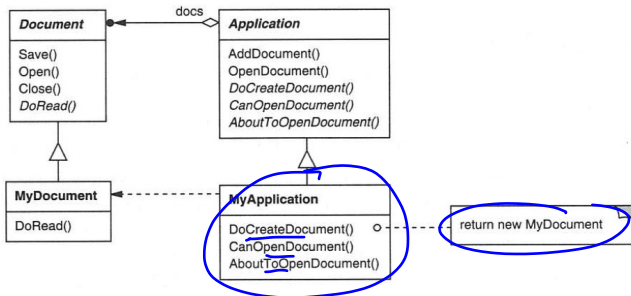 docs
Document
Save()
Open()
Close()
DoRead()
Application
AddDocument()
OpenDocument()
DoCreateDocument()
CanOpenDocument()
AboutToOpenDocument()
MyDocument
DoRead()
MyApplication
DoCreateDocument()
CanOpenDocument()
AboutToOpenDocument()
return new MyDocument